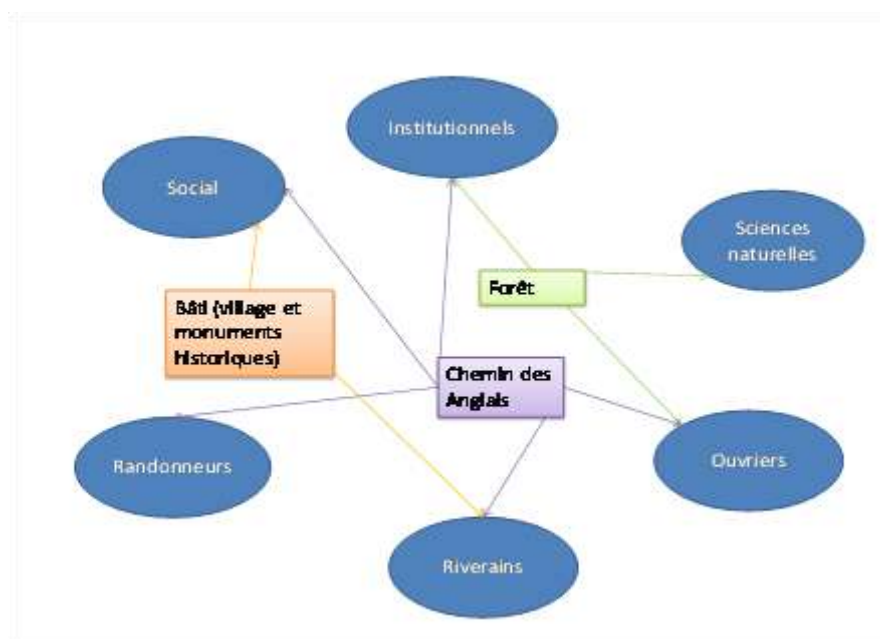 Institutionnels
Social
Sciences
naturelles
Forêt
Bâti (village et
monuments
historiques)
Chemin des
Anglais
Randonneurs
Ouvriers
Riverains